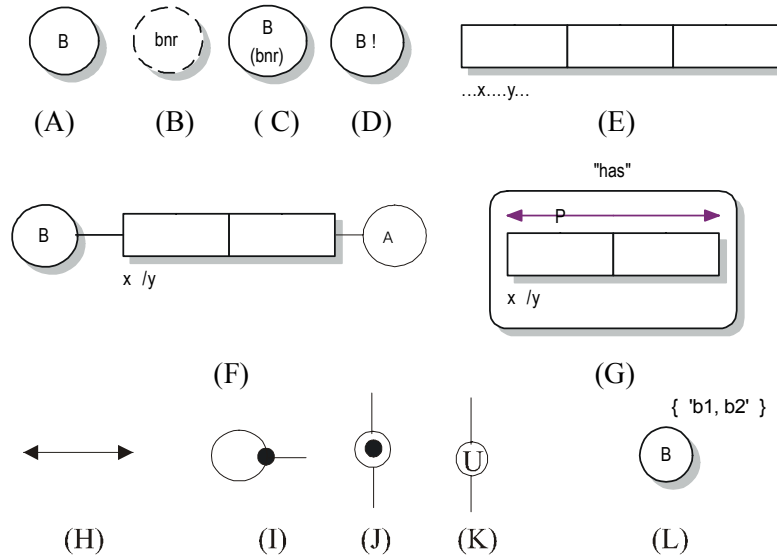 B
bnr
B
(bnr)
B !
...x....y...
(A)
(B)
( C)
(D)
(E)
"has"
B
A
P
x /y
x /y
(F)
(G)
{ 'b1, b2' }
U
B
(H)
(I)
(J)
(K)
(L)